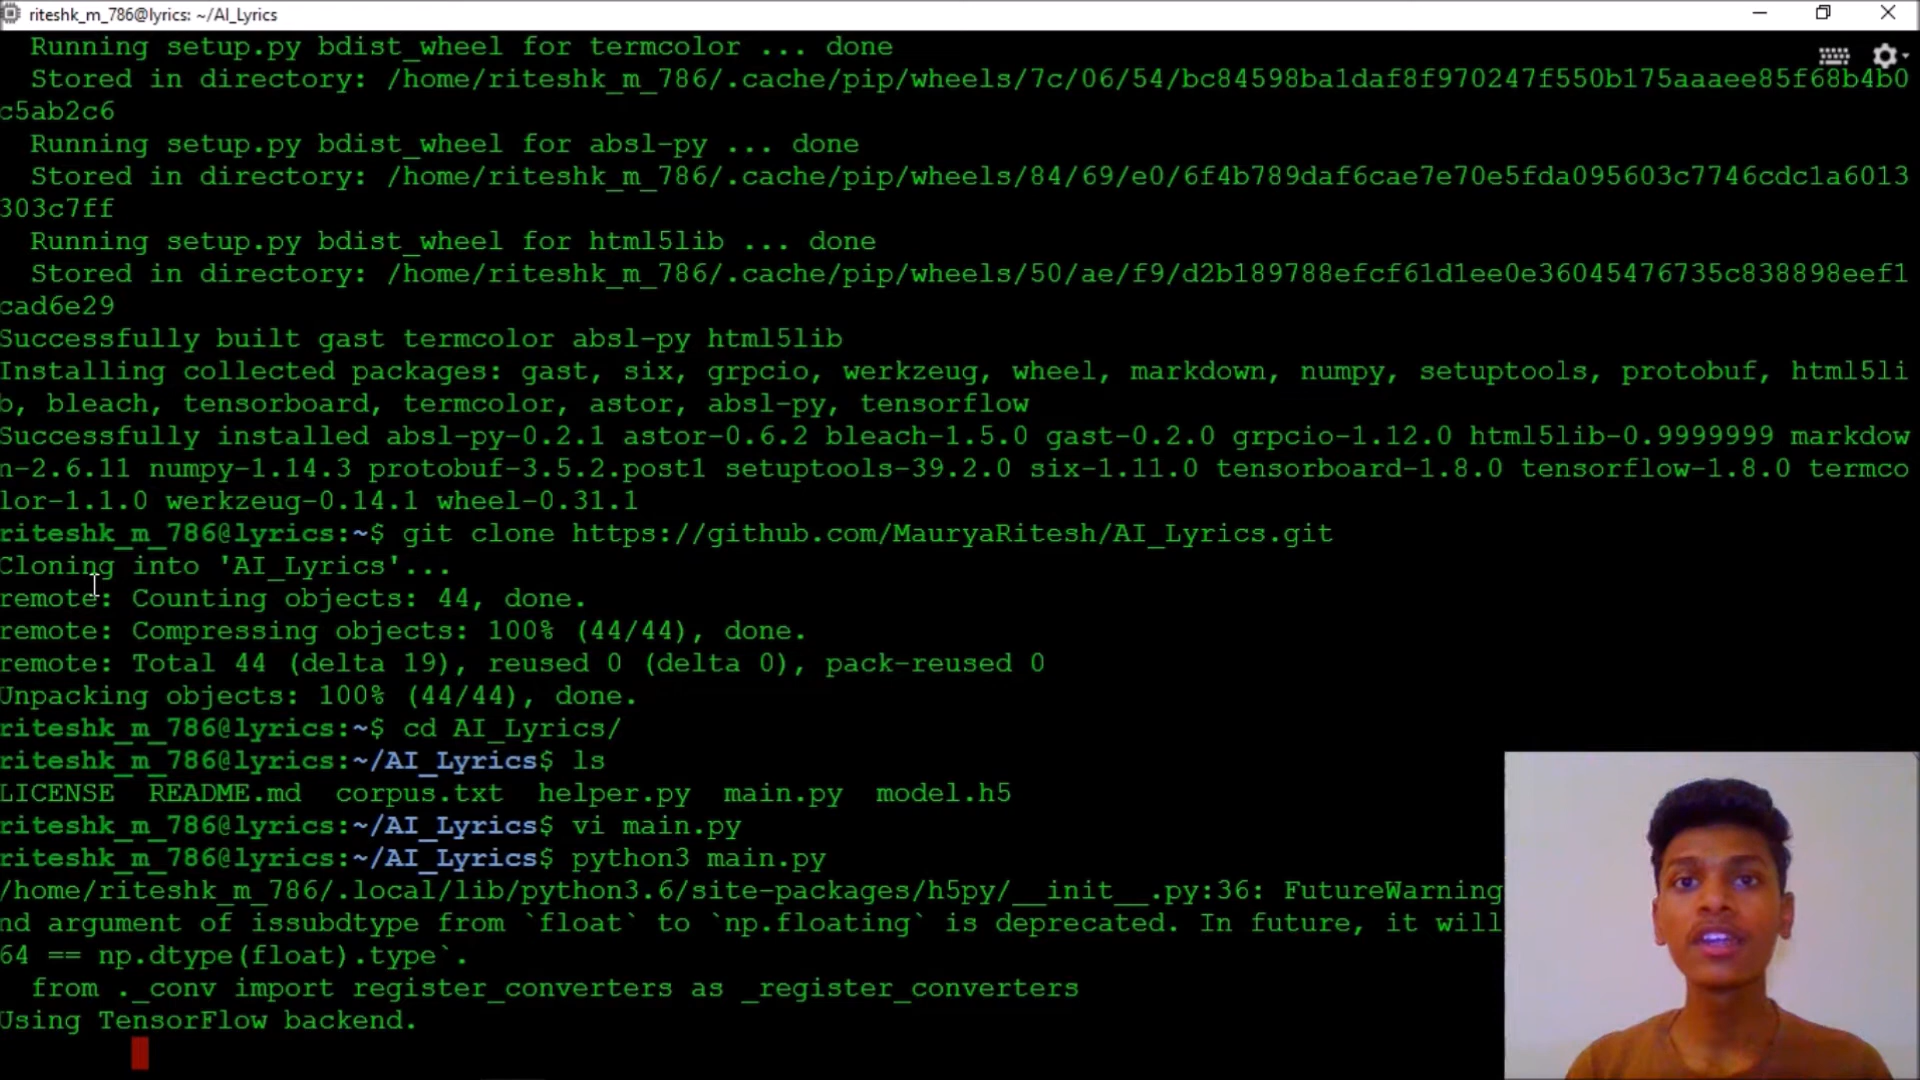 riteshk_m_786@lyrics: ~/AI_Lyrics
Running setup.py bdist_wheel for termcolor ... done
Stored in directory: /home/riteshk_m_786/.cache/pip/wheels/7c/06/54/bc84598ba1daf8f970247f550b175aaaee85f68b4b0
c5ab2c6
Running setup.py bdist_wheel for absl-py ... done
Stored in directory: /home/riteshk_m_786/.cache/pip/wheels/84/69/e0/6f4b789daf6cae7e70e5fda095603c7746cdc1a6013
303c7ff
Running setup.py bdist_wheel for html5lib ... done
Stored in directory: /home/riteshk_m_786/.cache/pip/wheels/50/ae/f9/d2b189788efcf61d1ee0e36045476735c838898eef1
cad6e29
Successfully built gast termcolor absl-py html5lib
Installing collected packages: gast, six, grpcio, werkzeug, wheel, markdown, numpy, setuptools, protobuf, html5li
b, bleach, tensorboard, termcolor, astor, absl-py, tensorflow
Successfully installed absl-py-0.2.1 astor-0.6.2 bleach-1.5.0 gast-0.2.0 grpcio-1.12.0 html5lib-0.9999999 markdow
n-2.6.11 numpy-1.14.3 protobuf-3.5.2.post1 setuptools-39.2.0 six-1.11.0 tensorboard-1.8.0 tensorflow-1.8.0 termco
lor-1.1.0 werkzeug-0.14.1 wheel-0.31.1
riteshk_m_786@lyrics:~$ git clone https://github.com/MauryaRitesh/AI_Lyrics.git
Cloning into 'AI_Lyrics'...
remote: Counting objects: 44, done.
remote: Compressing objects: 100% (44/44), done.
remote: Total 44 (delta 19), reused 0 (delta 0), pack-reused 0
Unpacking objects: 100% (44/44), done.
riteshk_m_786@lyrics:~$ cd AI_Lyrics/
riteshk_m_786@lyrics:~/AI_Lyrics$ ls
LICENSE README.md corpus.txt helper.py main.py model.h5
riteshk_m_786@lyrics:~/AI_Lyrics$ vi main.py
riteshk_m_786@lyrics:~/AI_Lyrics$ python3 main.py
/home/riteshk_m_786/.local/lib/python3.6/site-packages/h5py/__init__.py:36: FutureWarning
nd argument of issubdtype from `float` to `np.floating` is deprecated. In future, it will
64 == np.dtype(float).type`.
from ._conv import register_converters as _register_converters
Using TensorFlow backend.